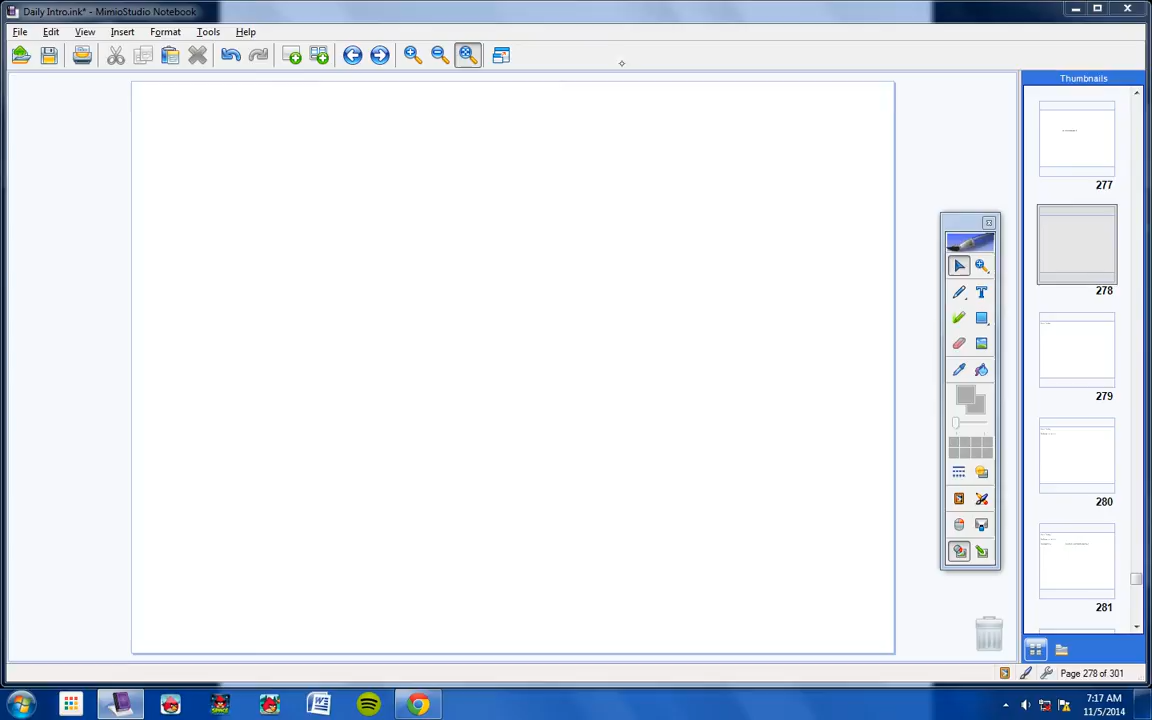 Daily Intro.ink* - MimioStudio Notebook
File Edit View Insert Format Tools Help
Thumbnails
277
278
279
280
281
Page 278 of 301
7:17 AM
11/5/2014